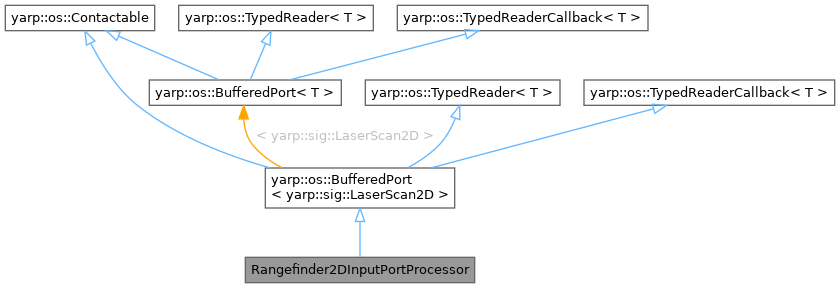 yarp::os::Contactable
yarp::os::TypedReader< T >
yarp::os::TypedReaderCallback< T >
yarp::os::BufferedPort< T >
yarp::os::TypedReader< T >
yarp::os::TypedReaderCallback< T >
< yarp::sig::LaserScan2D >
yarp::os::BufferedPort
< yarp::sig::LaserScan2D >
Rangefinder2DInputPortProcessor